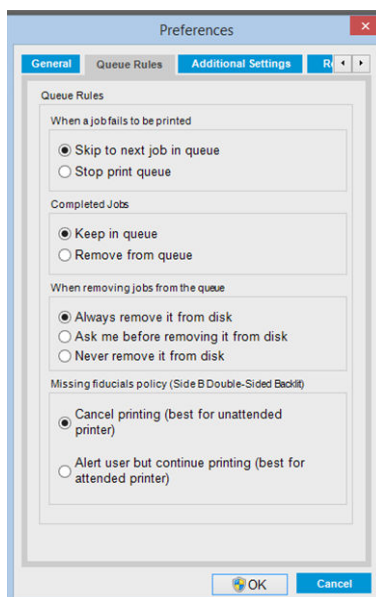 Preferences
General Queue Rules Additional Settings
Queue Rules
When a job fails to be printed
Skip to next job in queue
Stop print queue
Completed Jobs
Keep in queue
Remove from queue
When removing jobs from the queue
Always remove it from disk
Ask me before removing it from disk
Never remove it from disk
Missing fiducials policy (Side B Double-Sided Backlit)
Cancel printing (best for unattended
printer)
Alert user but continue printing (best for
attended printer)
OK Cancel